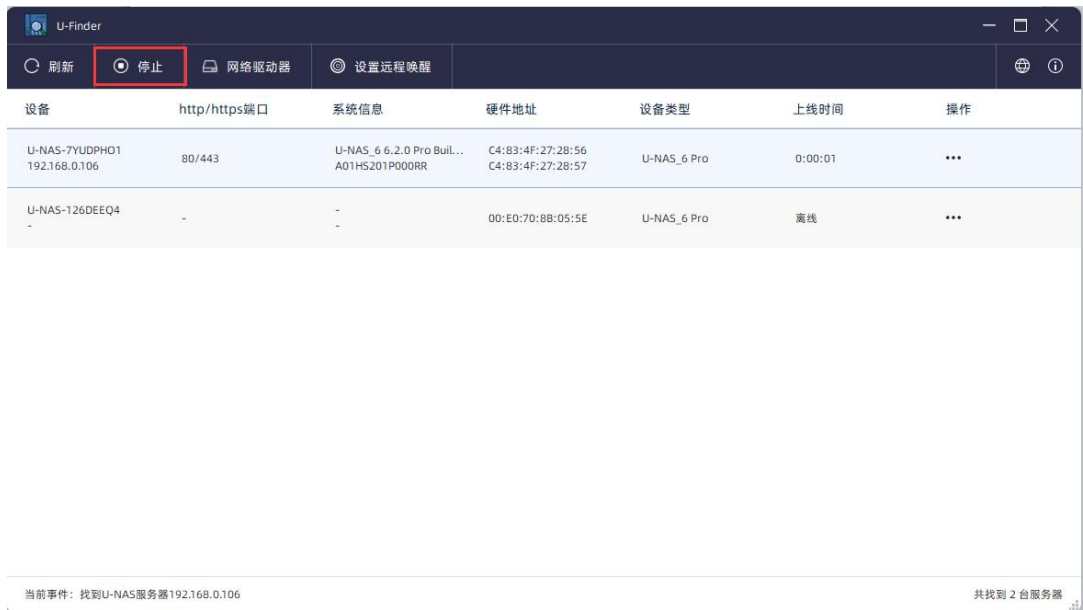 U-Finder
刷新 停止 网络驱动器 设置远程唤醒
设备 http/https端口 系统信息 硬件地址 设备类型 上线时间 操作
U-NAS-7YUDPHO1 80/443 U-NAS_6 6.2.0 Pro Buil... C4:83:4F:27:28:56 U-NAS_6 Pro 0:00:01 •••
192.168.0.106 A01HS201P000RR C4:83:4F:27:28:57
U-NAS-126DEEQ4 - - 00:E0:70:8B:05:5E U-NAS_6 Pro 离线 •••
- -
当前事件：找到U-NAS服务器192.168.0.106 共找到 2 台服务器